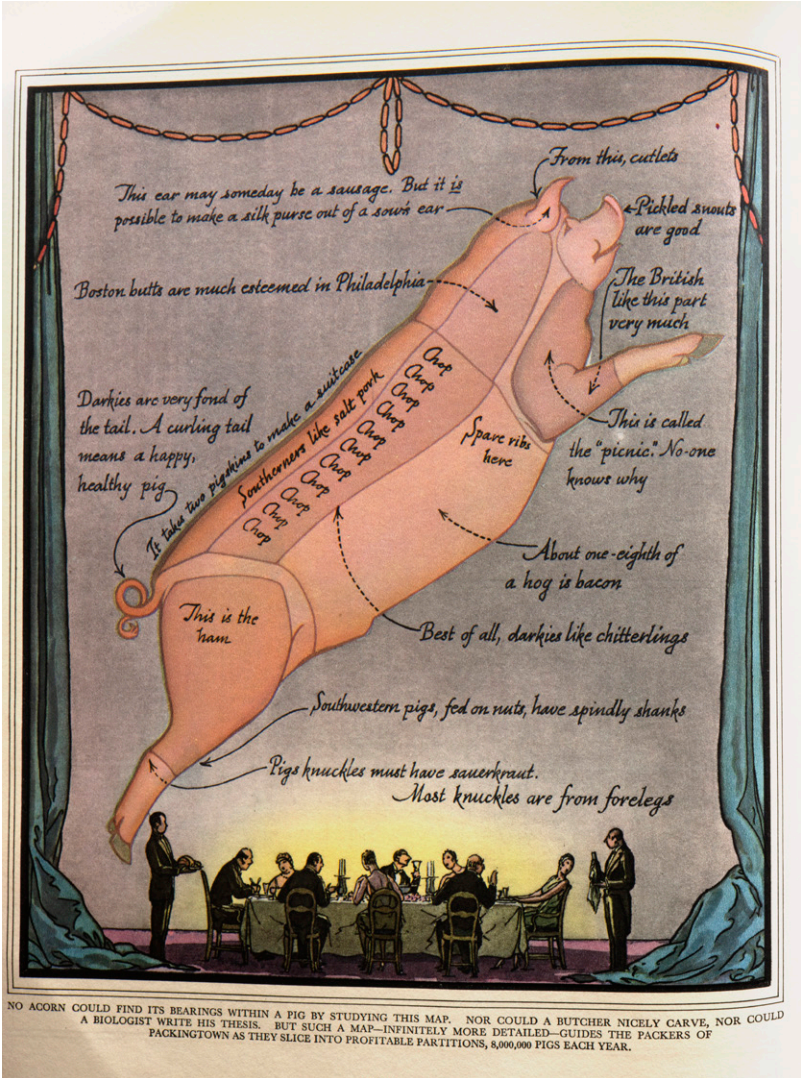 From this, cutlets
This ear may someday be a sausage. But it is
possible to make a silk purse out of a sow's ear
Pickled snouts
are good
Boston butts are much esteemed in Philadelphia
The British
like this part
very much
Darkies are very fond of
the tail. A curling tail
means a happy,
healthy pig
It takes two pigskins to make a suitcase
Southerners like salt pork
Chop
Chop
Chop
Chop
Chop
Chop
Chop
Chop
Chop
Chop
Chop
Spare ribs
here
This is called
the "picnic." No-one
knows why
About one-eighth of
a hog is bacon
This is the
ham
Best of all, darkies like chitterlings
Southwestern pigs, fed on nuts, have spindly shanks
Pigs knuckles must have sauerkraut.
Most knuckles are from forelegs
NO ACORN COULD FIND ITS BEARINGS WITHIN A PIG BY STUDYING THIS MAP. NOR COULD A BUTCHER NICELY CARVE, NOR COULD
A BIOLOGIST WRITE HIS THESIS. BUT SUCH A MAP—INFINITELY MORE DETAILED—GUIDES THE PACKERS OF
PACKINGTOWN AS THEY SLICE INTO PROFITABLE PARTITIONS, 8,000,000 PIGS EACH YEAR.